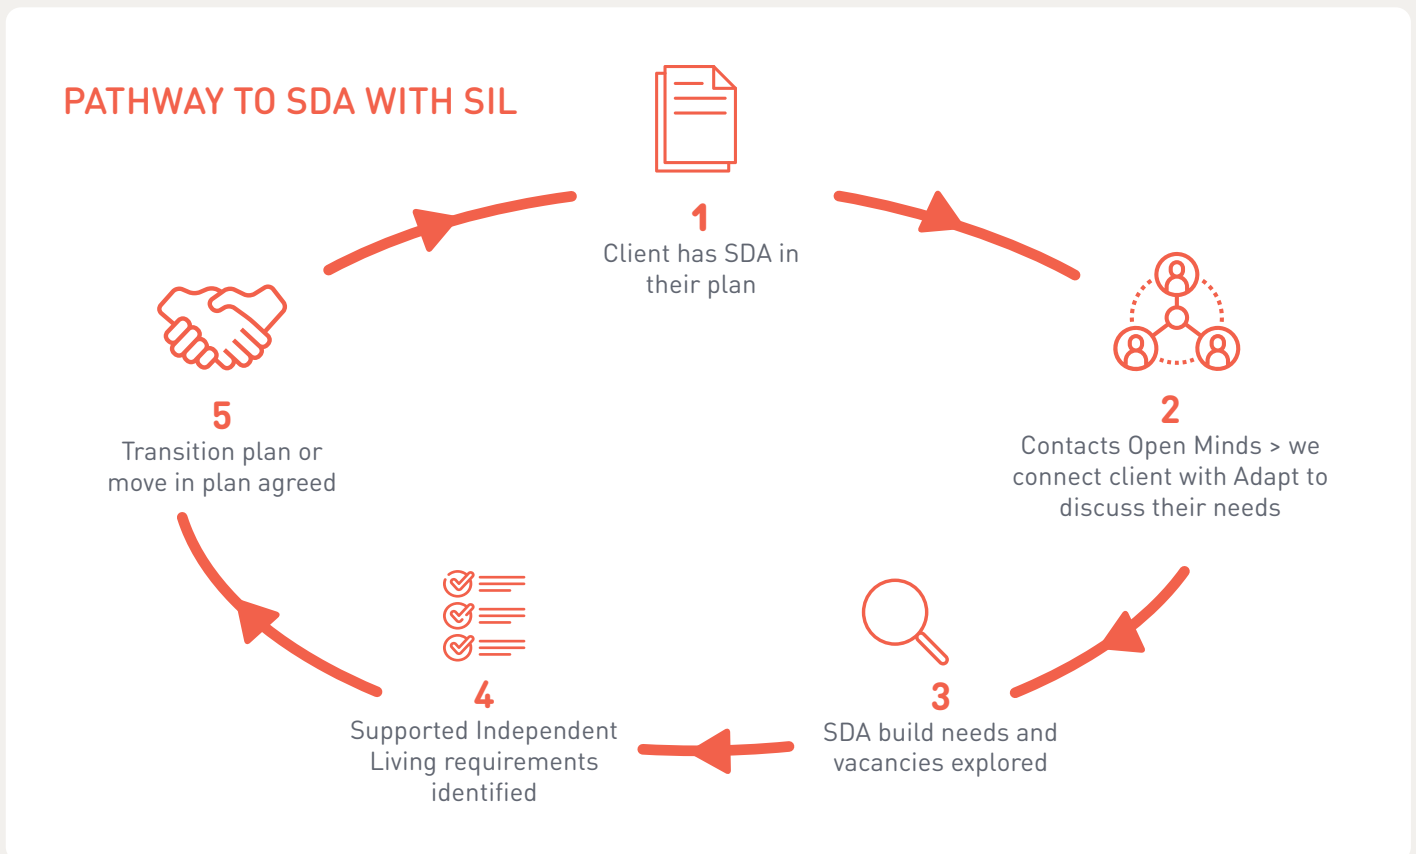 PATHWAY TO SDA WITH SIL
1
Client has SDA in
their plan
2
Contacts Open Minds > we
connect client with Adapt to
discuss their needs
3
SDA build needs and
vacancies explored
4
Supported Independent
Living requirements
identified
5
Transition plan or
move in plan agreed